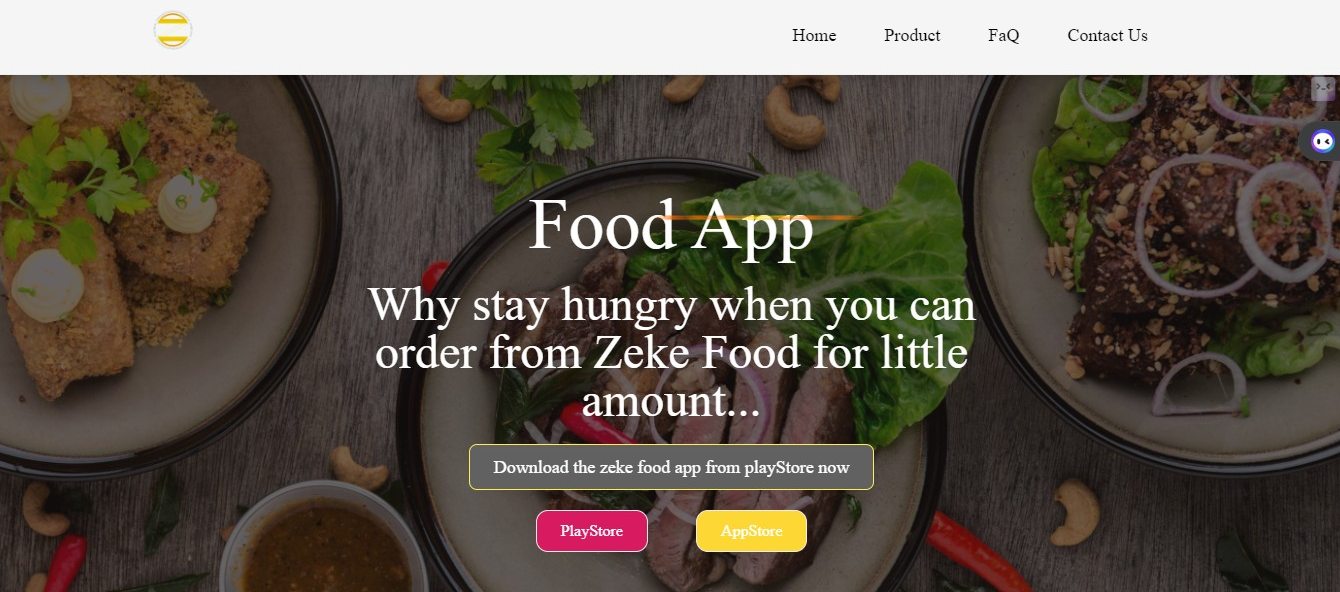 Home Product FaQ Contact Us
Food App
Why stay hungry when you can
order from Zeke Food for little
amount...
Download the zeke food app from playStore now
PlayStore AppStore